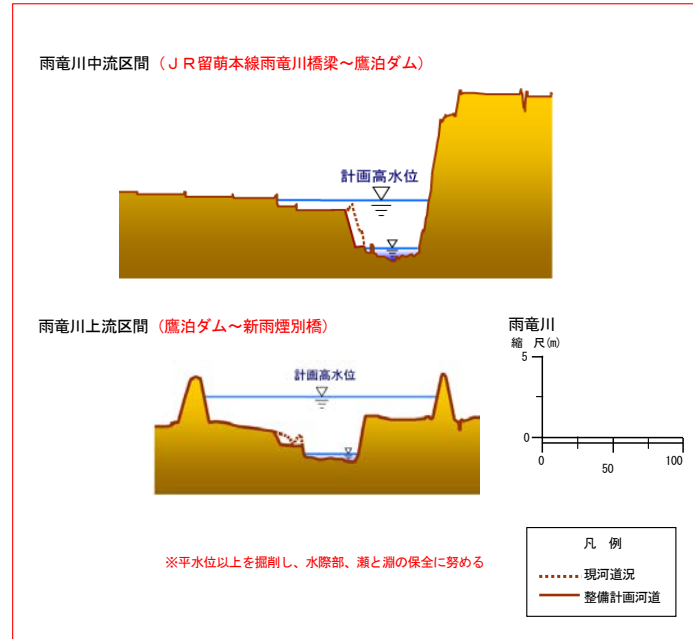 雨竜川中流区間（ＪＲ留萌本線雨竜川橋梁～鷹泊ダム）
計画高水位
雨竜川上流区間（鷹泊ダム～新雨煙別橋）
計画高水位
雨竜川
縮 尺(m)
5
0
0
50
100
※平水位以上を掘削し、水際部、瀬と淵の保全に努める
凡 例
現河道況
整備計画河道